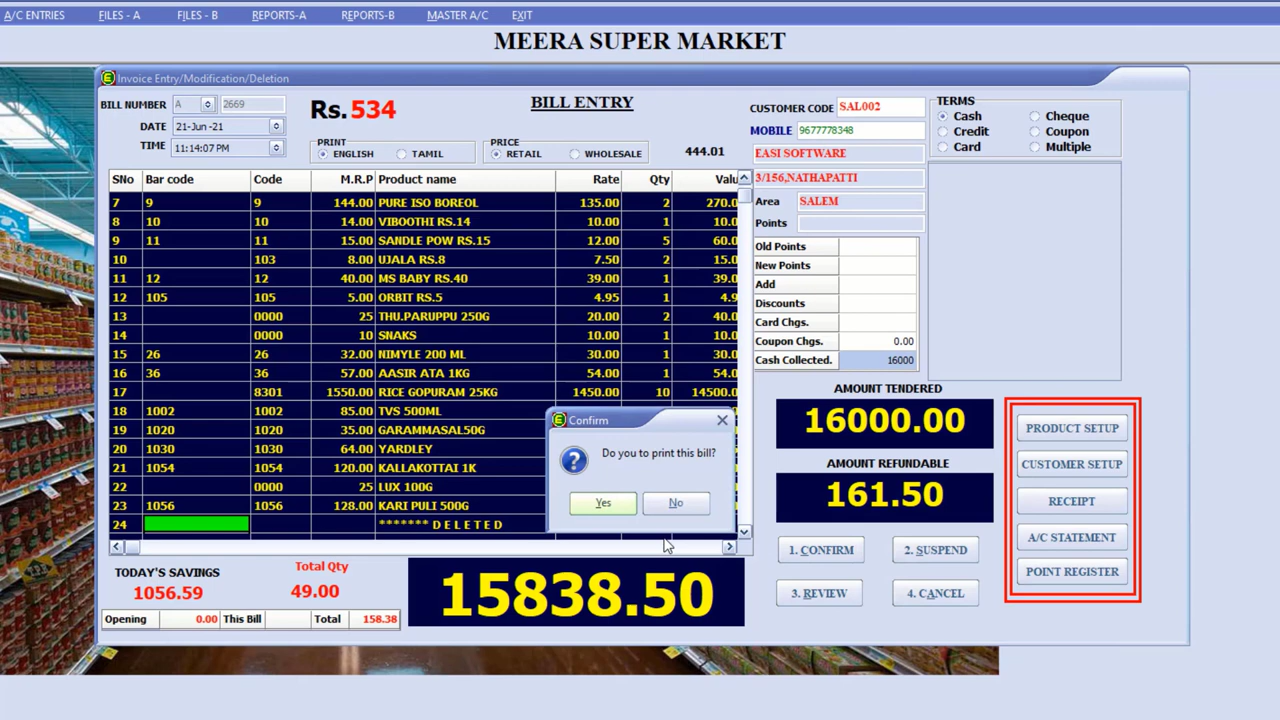 A/C ENTRIES FILES - A FILES - B REPORTS-A REPORTS-B MASTER A/C EXIT
MEERA SUPER MARKET
Invoice Entry/Modification/Deletion
BILL NUMBER A 2669
DATE 21-Jun -21
TIME 11:14:07 PM
Rs. 534
BILL ENTRY
PRINT
ENGLISH TAMIL
PRICE
RETAIL WHOLESALE
444.01
CUSTOMER CODE SAL002
MOBILE 9677778348
EASI SOFTWARE
3/156,NATHAPATTI
Area SALEM
Points
TERMS
Cash Cheque
Credit Coupon
Card Multiple
SNo Bar code Code M.R.P Product name Rate Qty Valu
7 9 9 144.00 PURE ISO BOREOL 135.00 2 270.0
8 10 10 14.00 VIBOOTHI RS.14 10.00 1 10.0
9 11 11 15.00 SANDLE POW RS.15 12.00 5 60.0
10 103 8.00 UJALA RS.8 7.50 2 15.0
11 12 12 40.00 MS BABY RS.40 39.00 1 39.0
12 105 105 5.00 ORBIT RS.5 4.95 1 4.9
13 0000 25 THU.PARUPPU 250G 20.00 2 40.0
14 0000 10 SNAKS 10.00 1 10.0
15 26 26 32.00 NIMYLE 200 ML 30.00 1 30.0
16 36 36 57.00 AASIR ATA 1KG 54.00 1 54.0
17 8301 1550.00 RICE GOPURAM 25KG 1450.00 10 14500.0
18 1002 1002 85.00 TVS 500ML
19 1020 1020 35.00 GARAMMASAL50G
20 1030 1030 64.00 YARDLEY
21 1054 1054 120.00 KALLAKOTTAI 1K
22 0000 25 LUX 100G
23 1056 1056 128.00 KARI PULI 500G
24 ******* D E L E T E D
Old Points
New Points
Add
Discounts
Card Chgs.
Coupon Chgs. 0.00
Cash Collected. 16000
Confirm
Do you to print this bill?
Yes No
AMOUNT TENDERED
16000.00
AMOUNT REFUNDABLE
161.50
1. CONFIRM 2. SUSPEND
3. REVIEW 4. CANCEL
PRODUCT SETUP
CUSTOMER SETUP
RECEIPT
A/C STATEMENT
POINT REGISTER
TODAY'S SAVINGS
1056.59
Total Qty
49.00
15838.50
Opening 0.00 This Bill Total 158.38